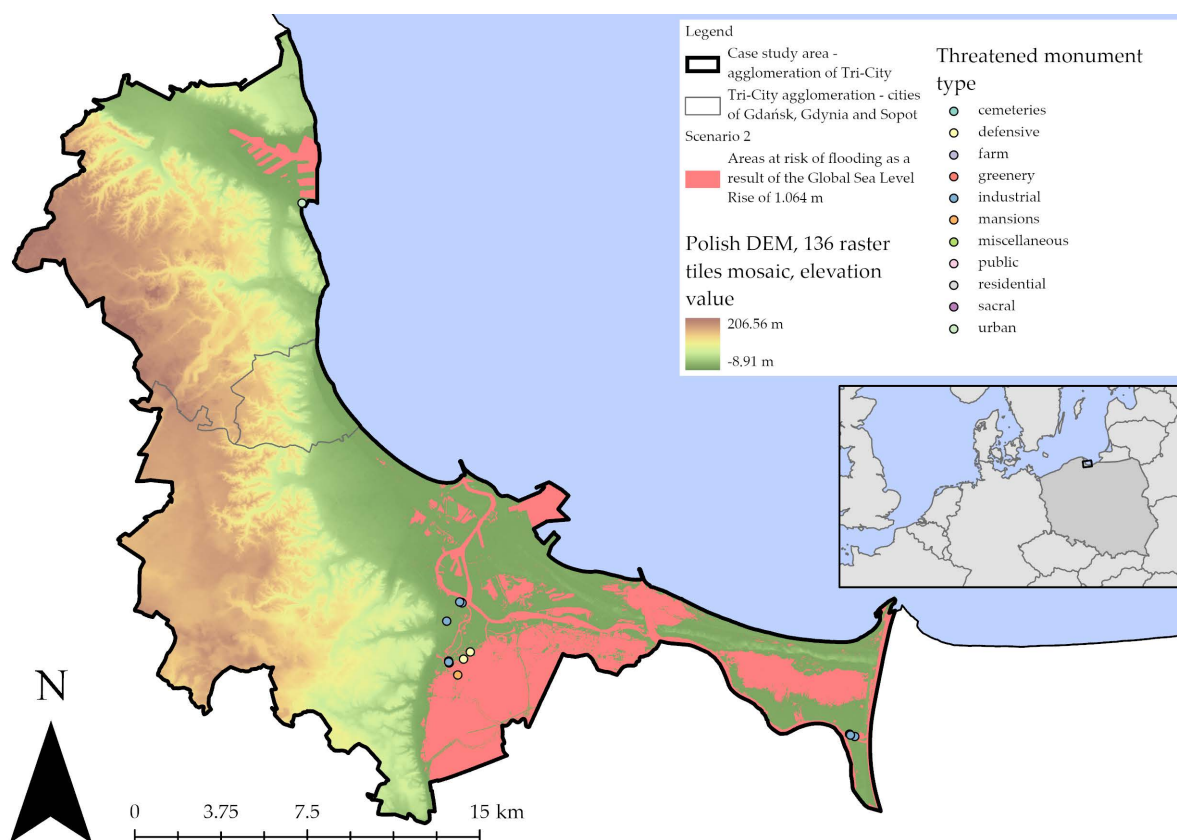 Legend
Case study area -
agglomeration of Tri-City
Tri-City agglomeration - cities
of Gdańsk, Gdynia and Sopot
Scenario 2
Areas at risk of flooding as a
result of the Global Sea Level
Rise of 1.064 m
Polish DEM, 136 raster
tiles mosaic, elevation
value
206.56 m
-8.91 m
Threatened monument
type
cemeteries
defensive
farm
greenery
industrial
mansions
miscellaneous
public
residential
sacral
urban
N
0 3.75 7.5 15 km